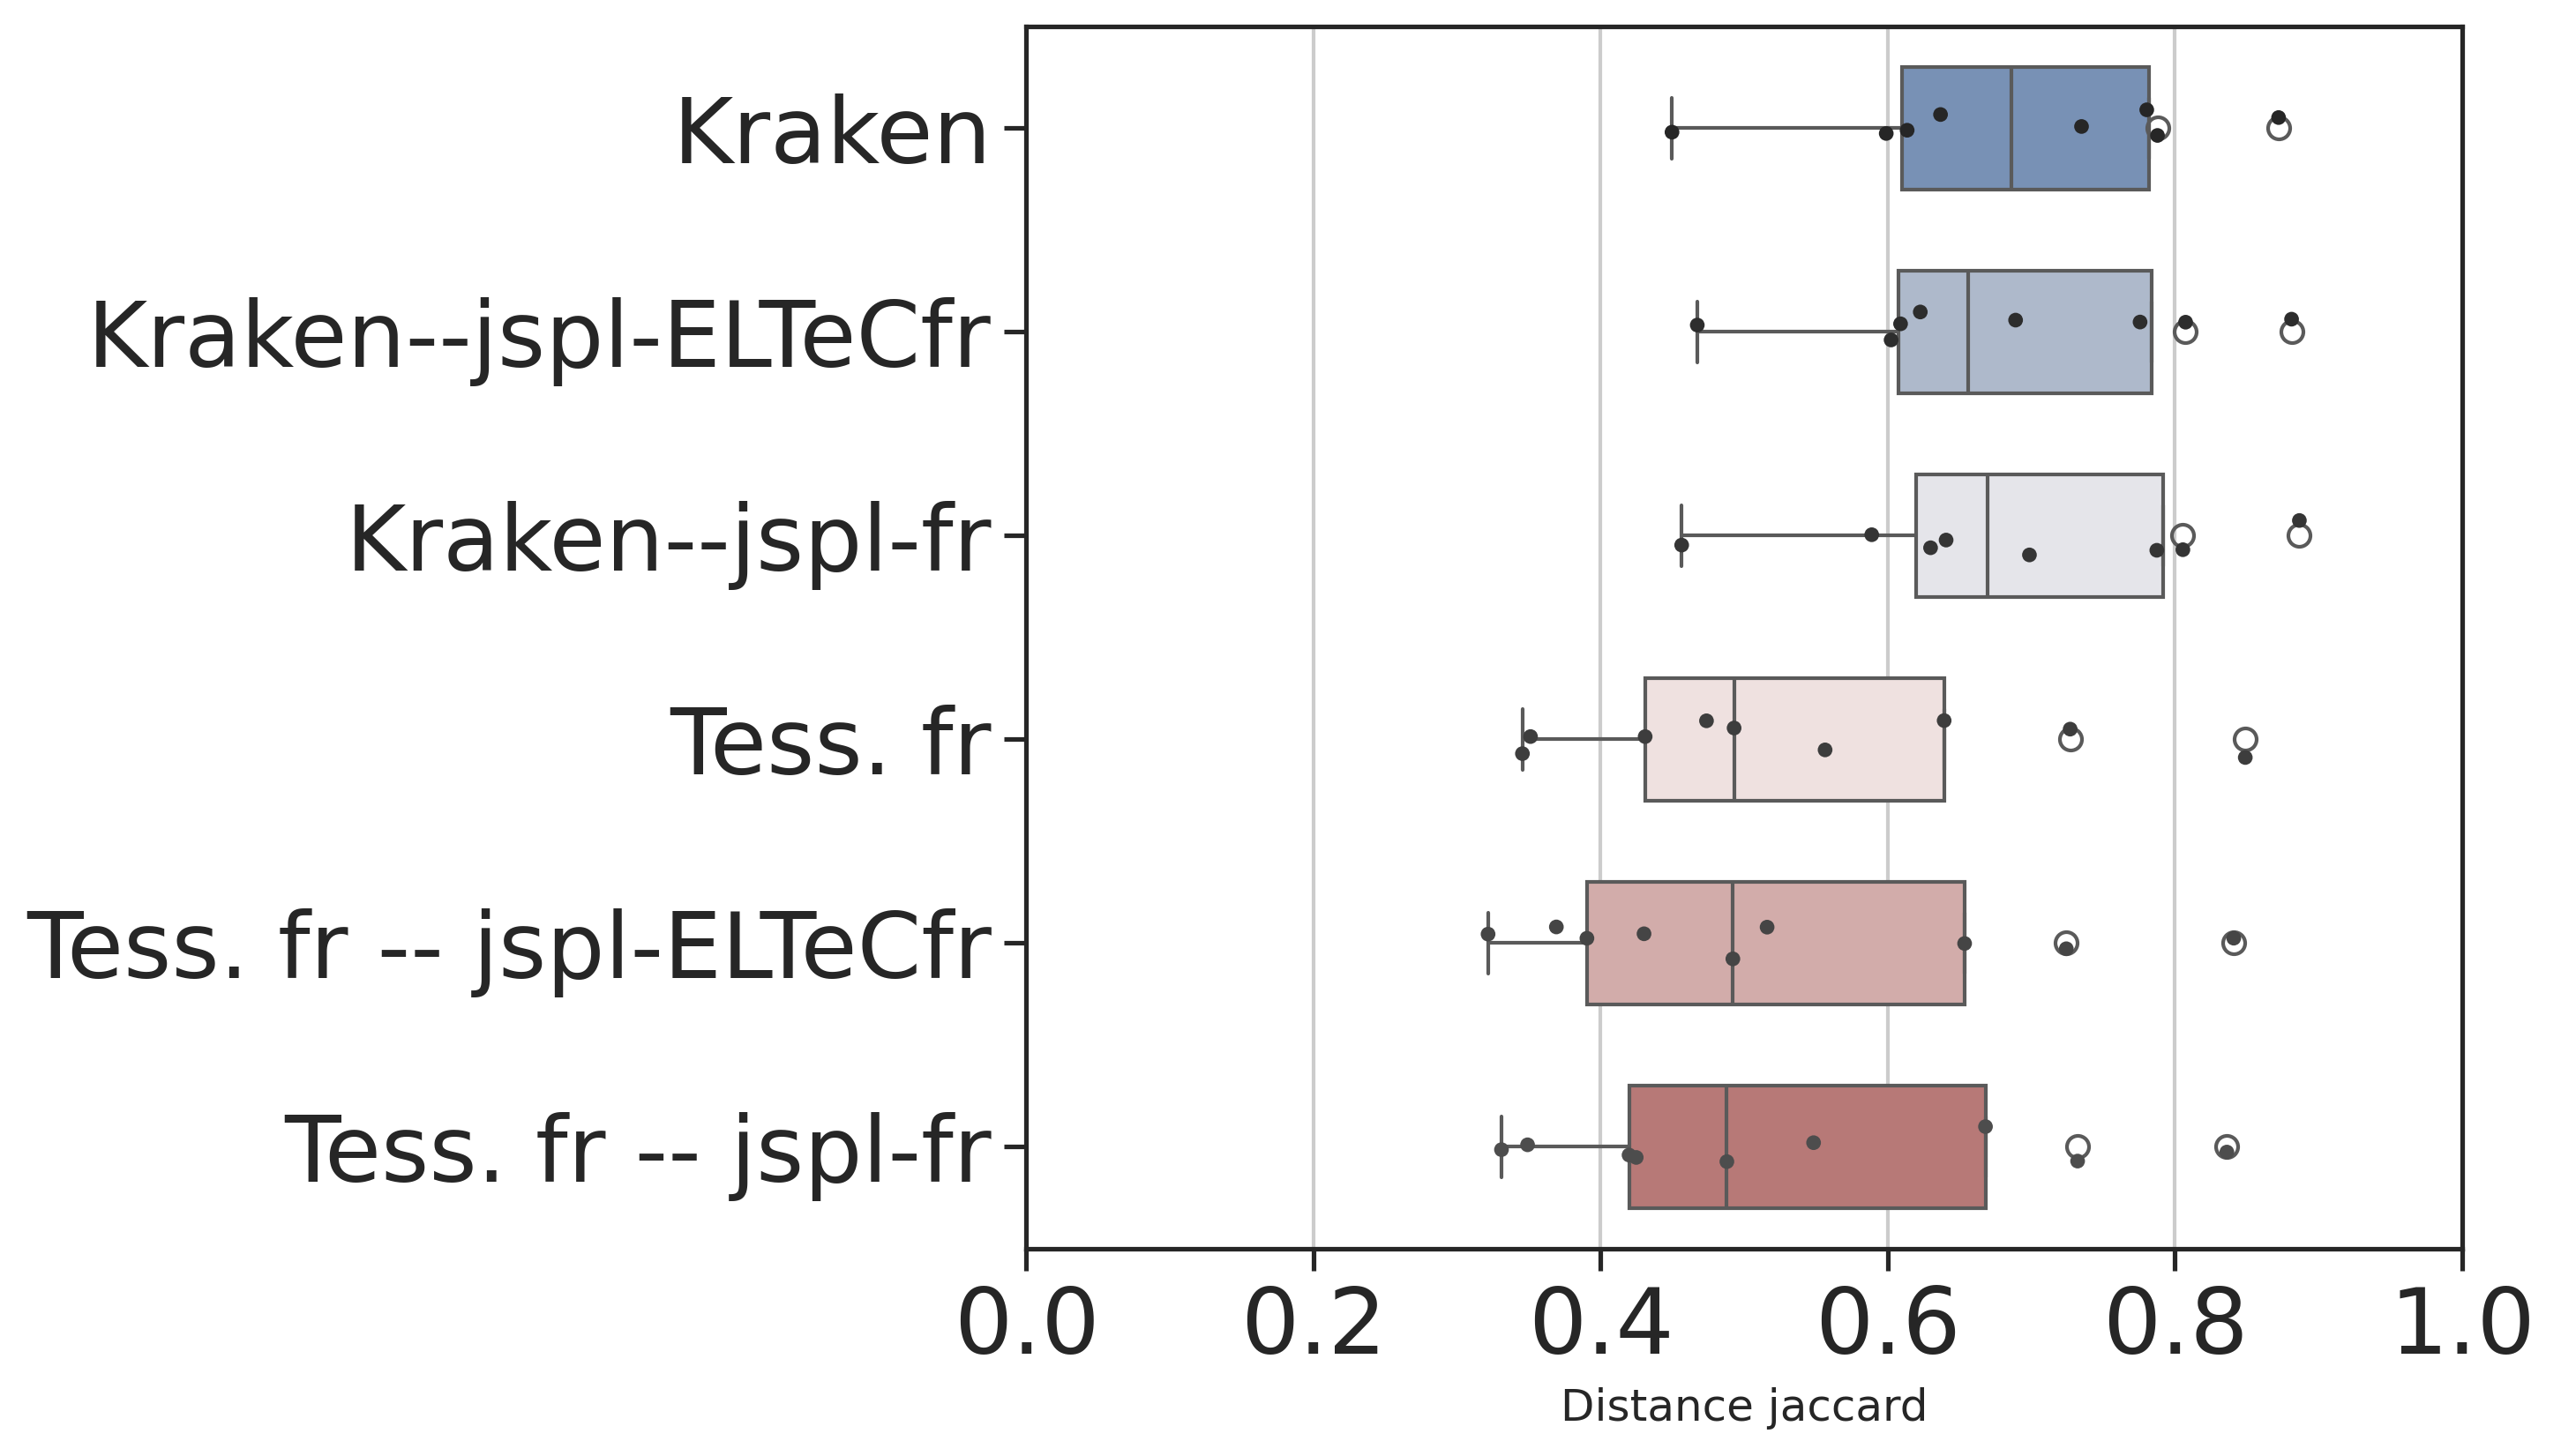 Kraken
Kraken--jspl-ELTeCfr
Kraken--jspl-fr
Tess. fr
Tess. fr -- jspl-ELTeCfr
Tess. fr -- jspl-fr
0.0 0.2 0.4 0.6 0.8 1.0
Distance jaccard